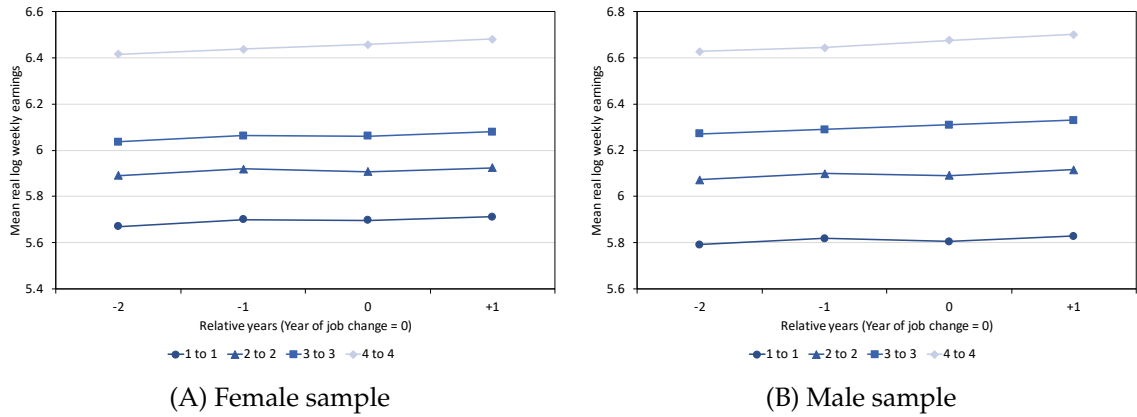 6.6
6.4
6.2
6
5.8
5.6
5.4
Mean real log weekly earnings
-2 -1 0 +1
Relative years (Year of job change = 0)
1 to 1 2 to 2 3 to 3 4 to 4
(A) Female sample
6.8
6.6
6.4
6.2
6
5.8
5.6
Mean real log weekly earnings
-2 -1 0 +1
Relative years (Year of job change = 0)
1 to 1 2 to 2 3 to 3 4 to 4
(B) Male sample